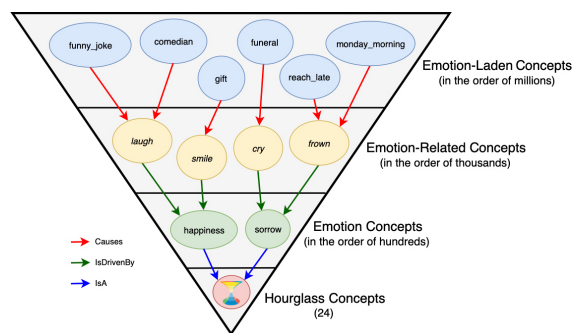 funny_joke
comedian
funeral
monday_morning
gift
reach_late
Emotion-Laden Concepts
(in the order of millions)
laugh
smile
cry
frown
Emotion-Related Concepts
(in the order of thousands)
happiness
sorrow
Emotion Concepts
(in the order of hundreds)
Causes
IsDrivenBy
IsA
Hourglass Concepts
(24)